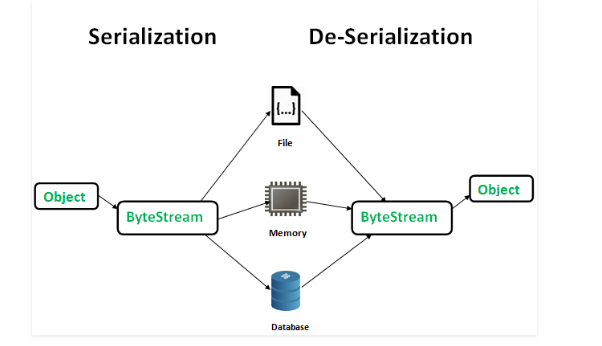 Serialization
De-Serialization
{...}
File
Object
ByteStream
Memory
ByteStream
Object
Database